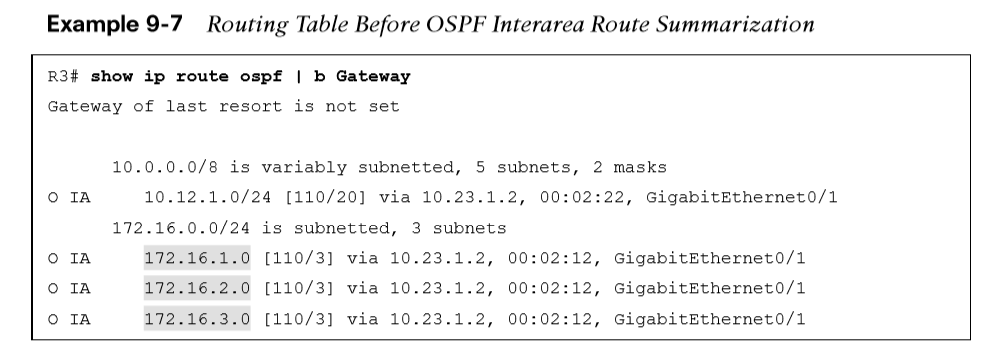 Example 9-7 Routing Table Before OSPF Interarea Route Summarization
R3# show ip route ospf | b Gateway
Gateway of last resort is not set
10.0.0.0/8 is variably subnetted, 5 subnets, 2 masks
O IA 10.12.1.0/24 [110/20] via 10.23.1.2, 00:02:22, GigabitEthernet0/1
172.16.0.0/24 is subnetted, 3 subnets
O IA 172.16.1.0 [110/3] via 10.23.1.2, 00:02:12, GigabitEthernet0/1
O IA 172.16.2.0 [110/3] via 10.23.1.2, 00:02:12, GigabitEthernet0/1
O IA 172.16.3.0 [110/3] via 10.23.1.2, 00:02:12, GigabitEthernet0/1